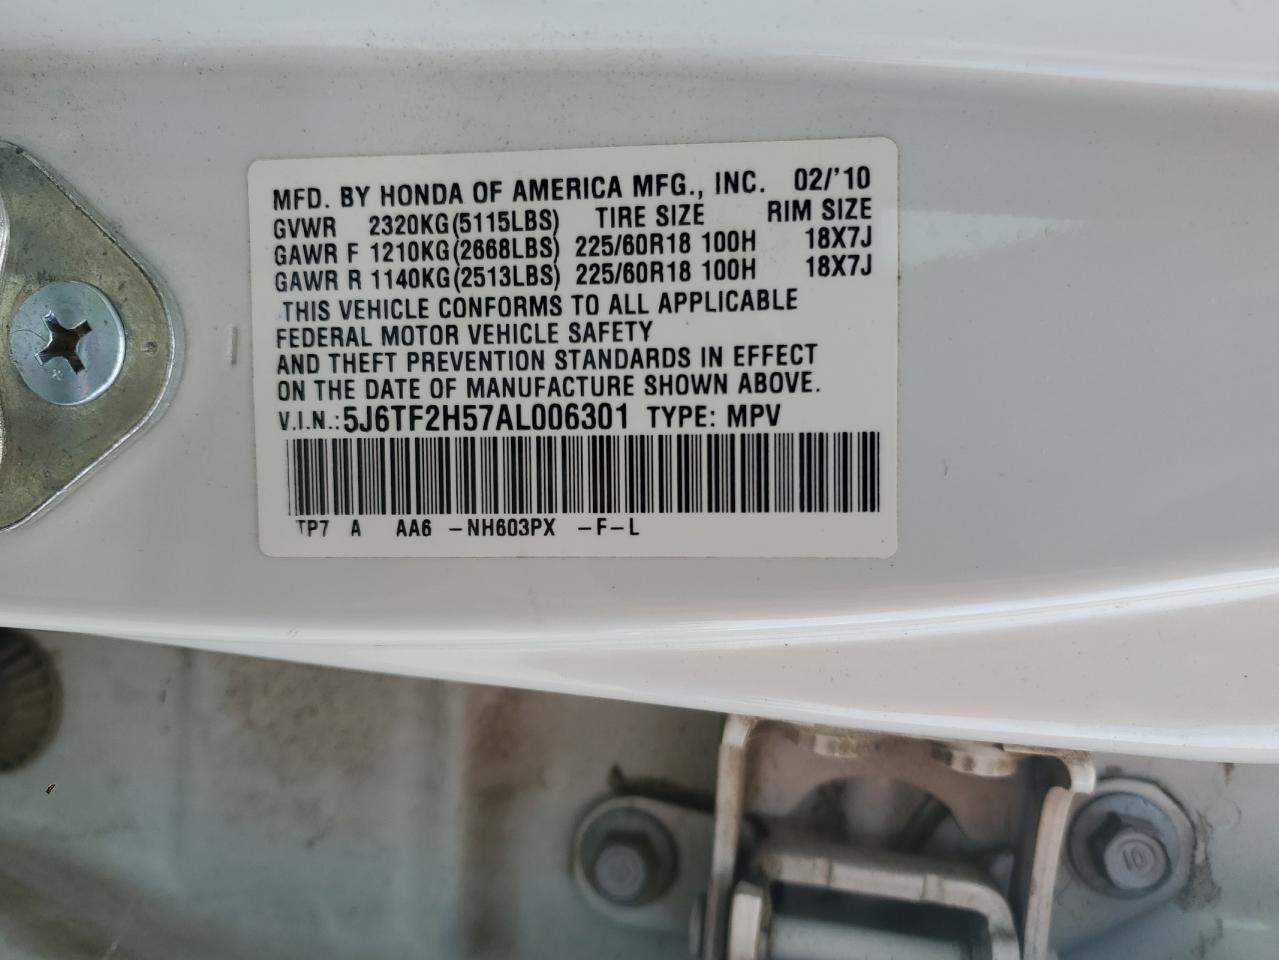 MFD. BY HONDA OF AMERICA MFG., INC. 02/'10
GVWR 2320KG(5115LBS) TIRE SIZE RIM SIZE
GAWR F 1210KG(2668LBS) 225/60R18 100H 18X7J
GAWR R 1140KG(2513LBS) 225/60R18 100H 18X7J
THIS VEHICLE CONFORMS TO ALL APPLICABLE
FEDERAL MOTOR VEHICLE SAFETY
AND THEFT PREVENTION STANDARDS IN EFFECT
ON THE DATE OF MANUFACTURE SHOWN ABOVE.
V.I.N.:5J6TF2H57AL006301 TYPE: MPV
TP7 A AA6 -NH603PX -F-L
10